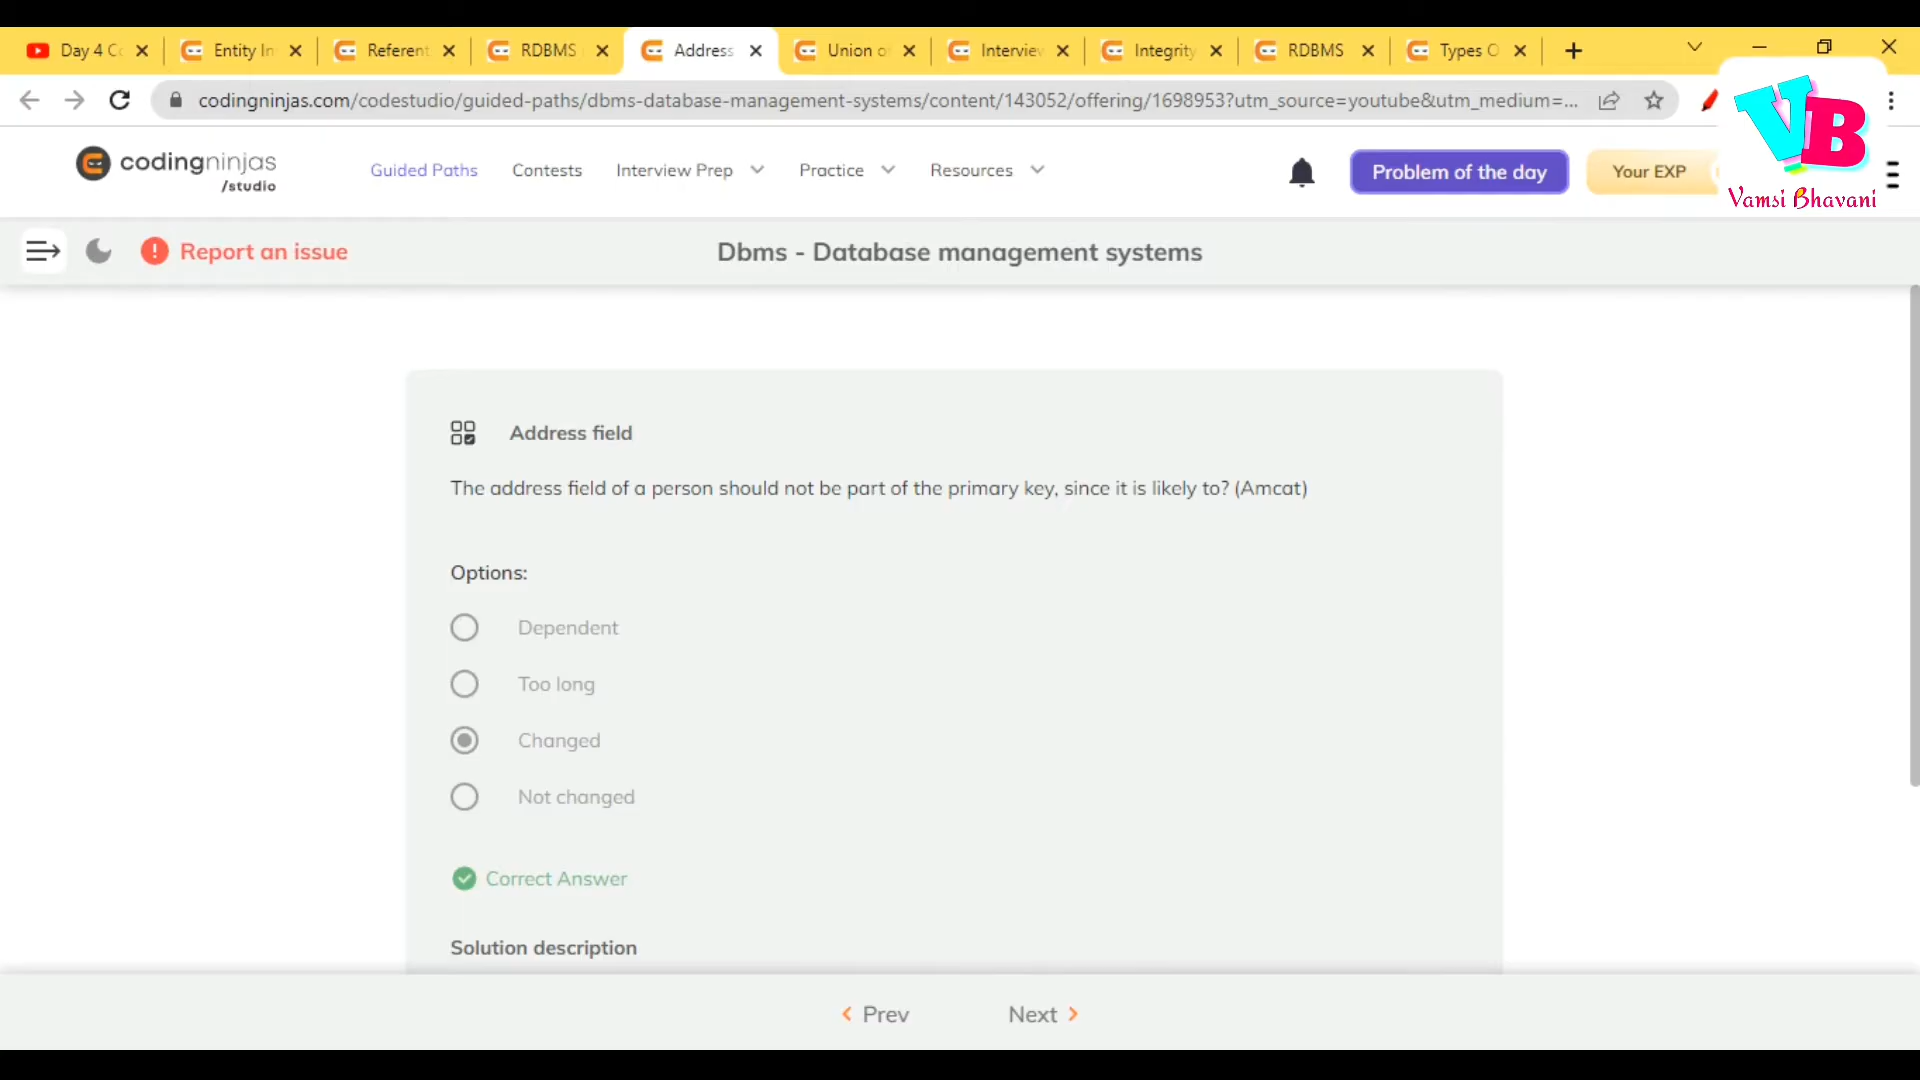 Day 4 Co
Entity In
Referent
RDBMS
Address
Union o
Interview
Integrity
RDBMS
Types O
codingninjas.com/codestudio/guided-paths/dbms-database-management-systems/content/143052/offering/1698953?utm_source=youtube&utm_medium=...
VB
Vamsi Bhavani
codingninjas
/studio
Guided Paths
Contests
Interview Prep
Practice
Resources
Problem of the day
Your EXP
Report an issue
Dbms - Database management systems
Address field
The address field of a person should not be part of the primary key, since it is likely to? (Amcat)
Options:
Dependent
Too long
Changed
Not changed
Correct Answer
Solution description
Prev
Next